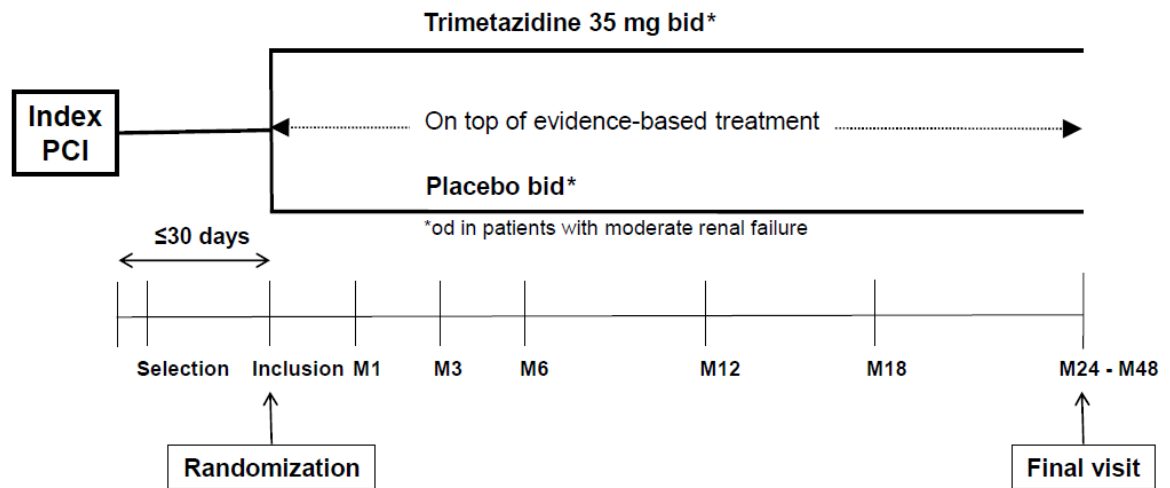 Trimetazidine 35 mg bid*
Index
PCI
On top of evidence-based treatment
Placebo bid*
*od in patients with moderate renal failure
≤30 days
Selection Inclusion M1 M3 M6 M12 M18 M24 - M48
Randomization Final visit